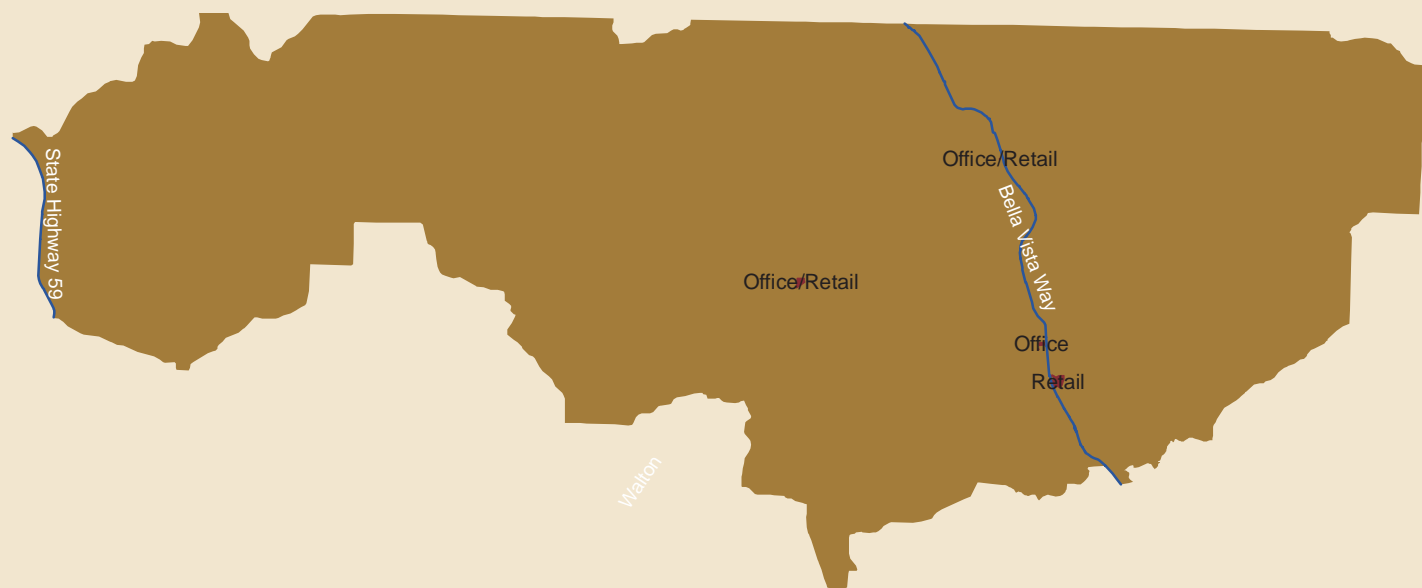 Office/Retail
State Highway 59
Bella Vista Way
Office/Retail
Office
Retail
Walton